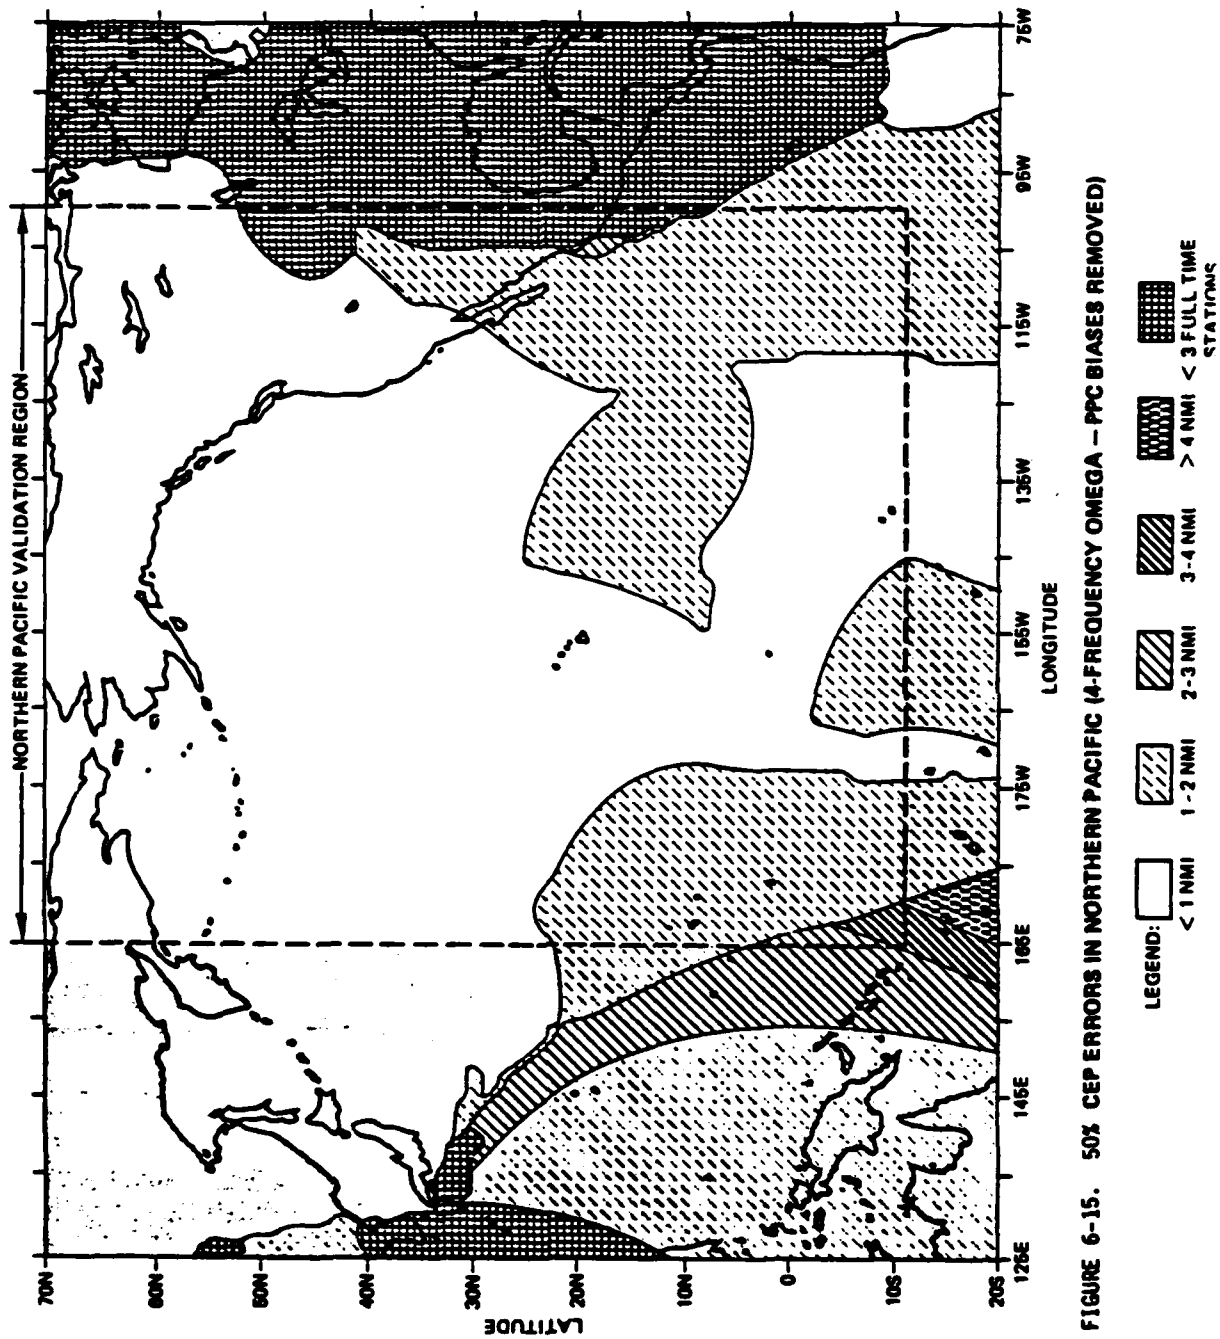 NORTHERN PACIFIC VALIDATION REGION
70N
60N
50N
40N
30N
20N
10N
0
10S
20S
LATITUDE
125E
145E
165E
175W
155W
135W
115W
95W
75W
LONGITUDE
FIGURE 6-15. 50% CEP ERRORS IN NORTHERN PACIFIC (4-FREQUENCY OMEGA – PPC BIASES REMOVED)
LEGEND:
< 1 NMI
1-2 NMI
2-3 NMI
3-4 NMI
> 4 NMI
< 3 FULL TIME
STATIONS